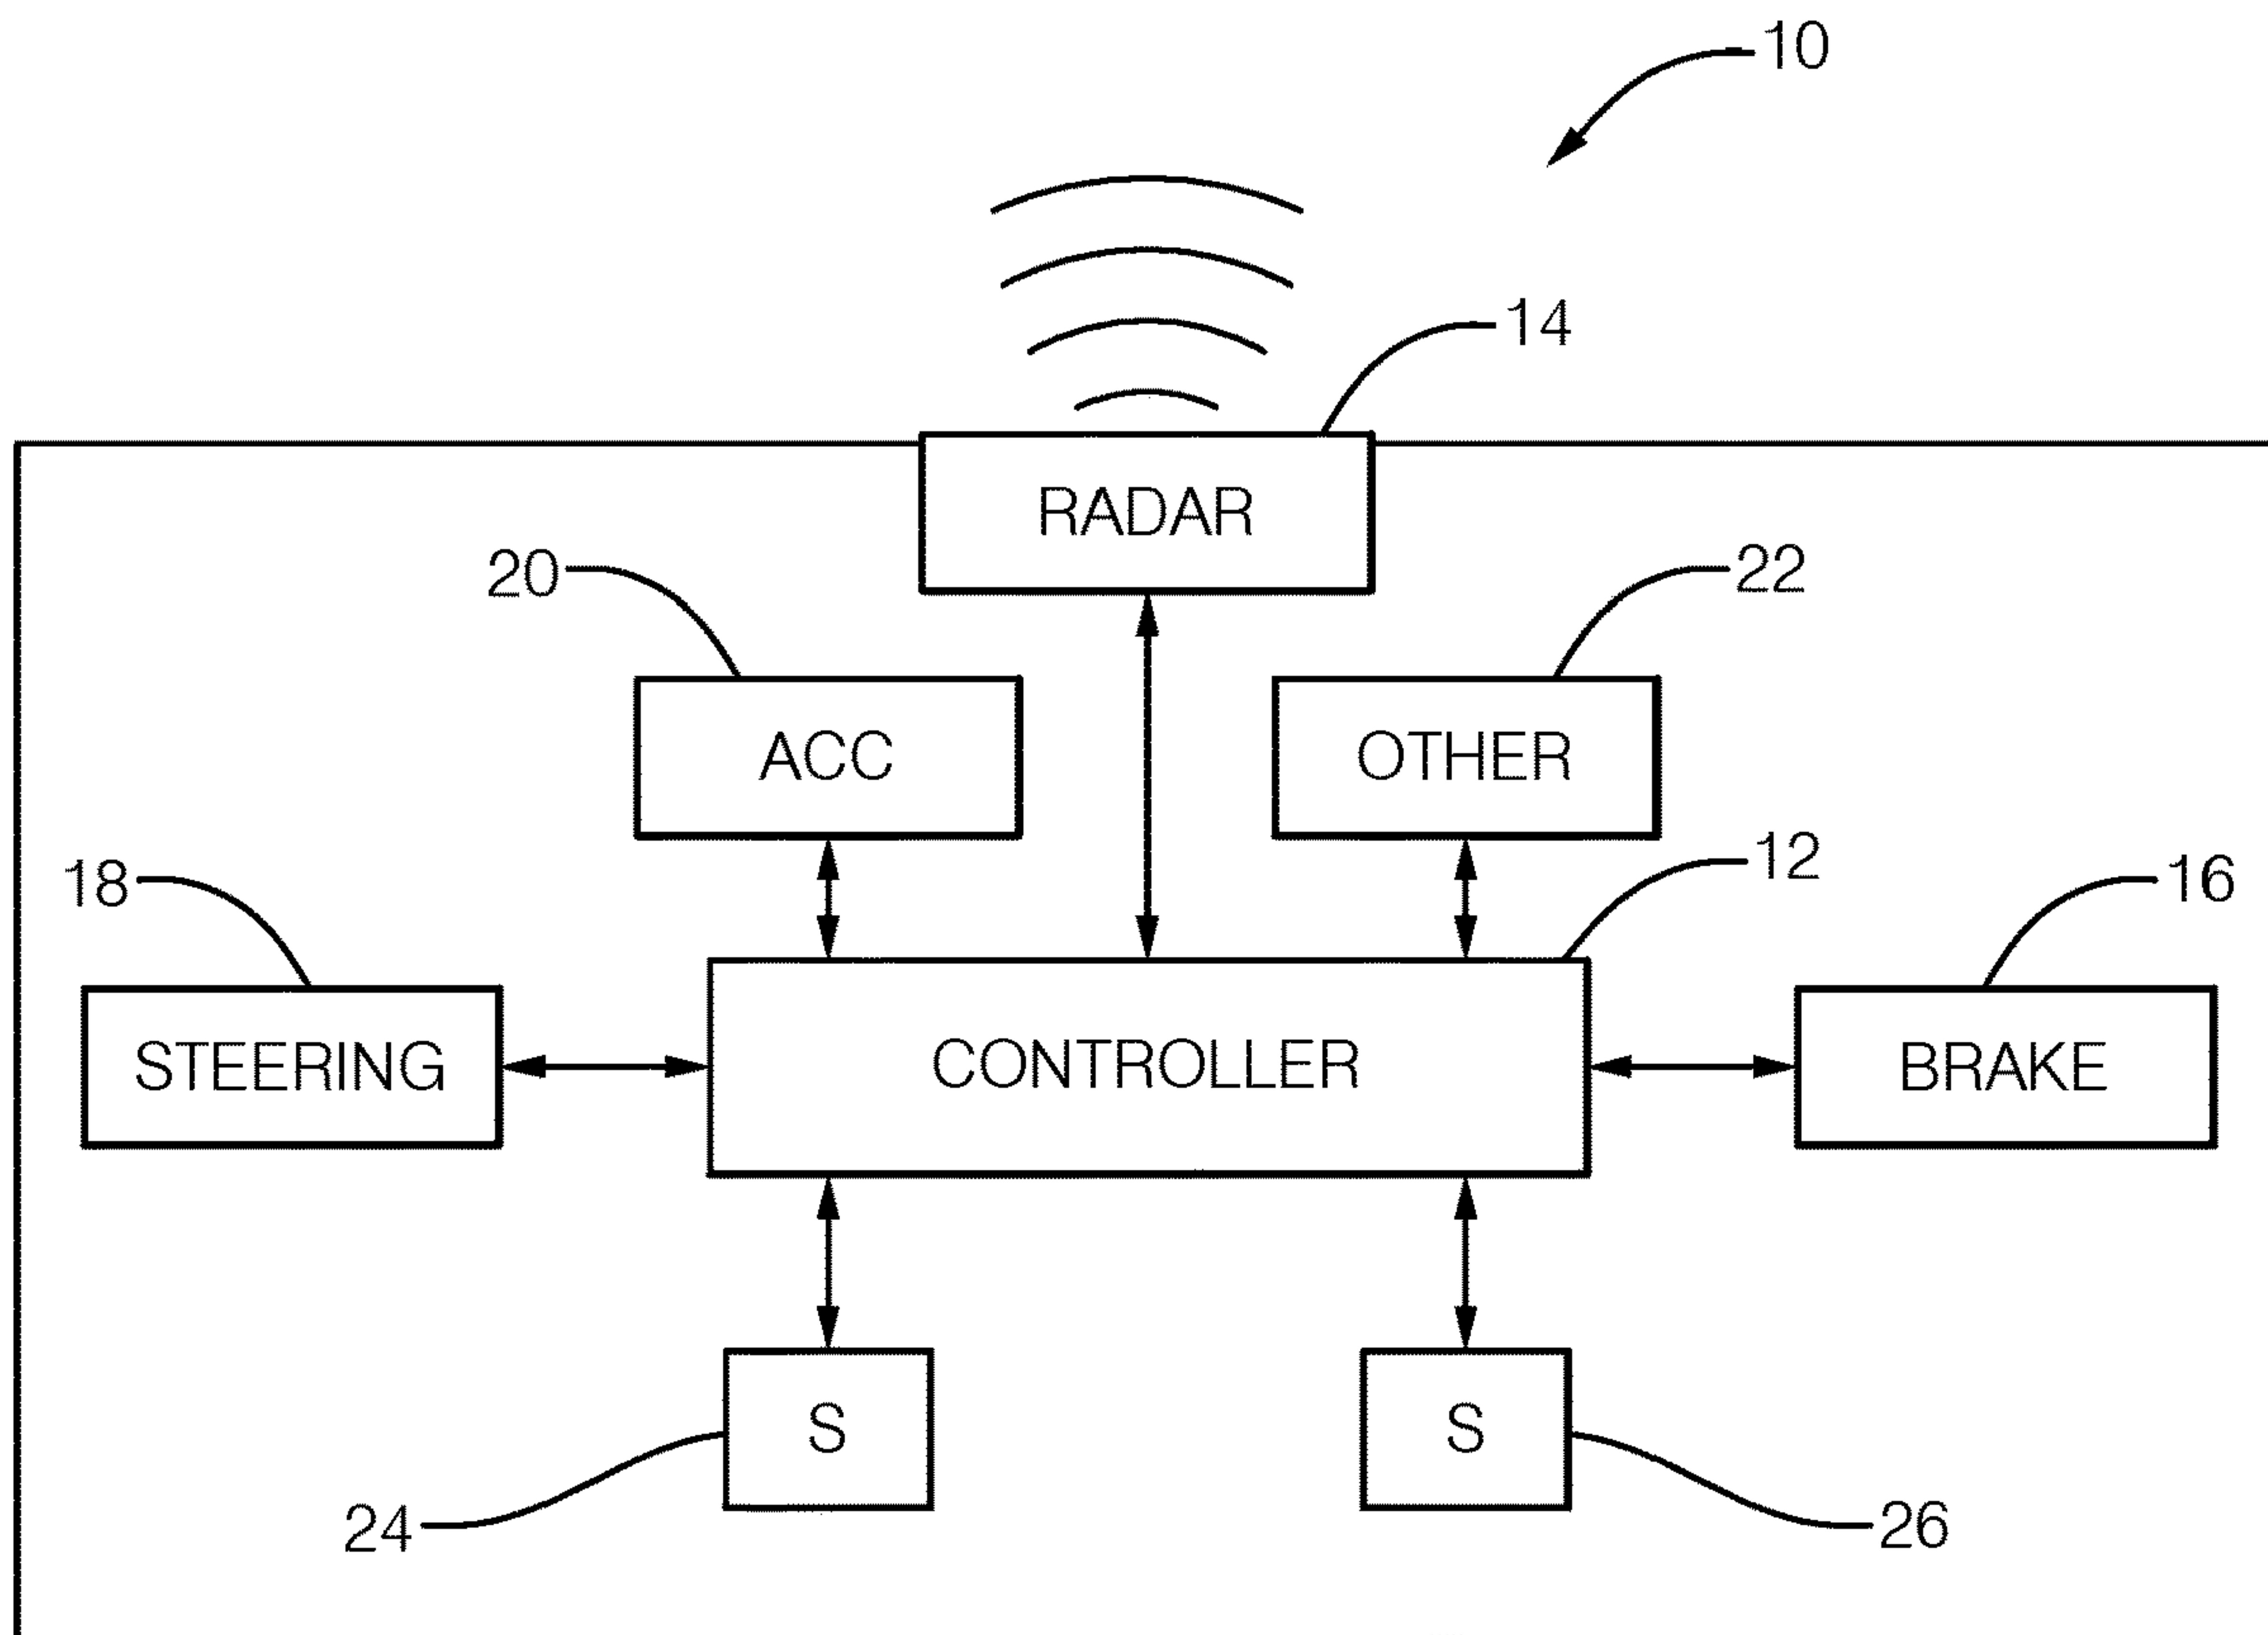 10
14
RADAR
20
22
ACC
OTHER
18
12
16
STEERING
CONTROLLER
BRAKE
S
S
24
26